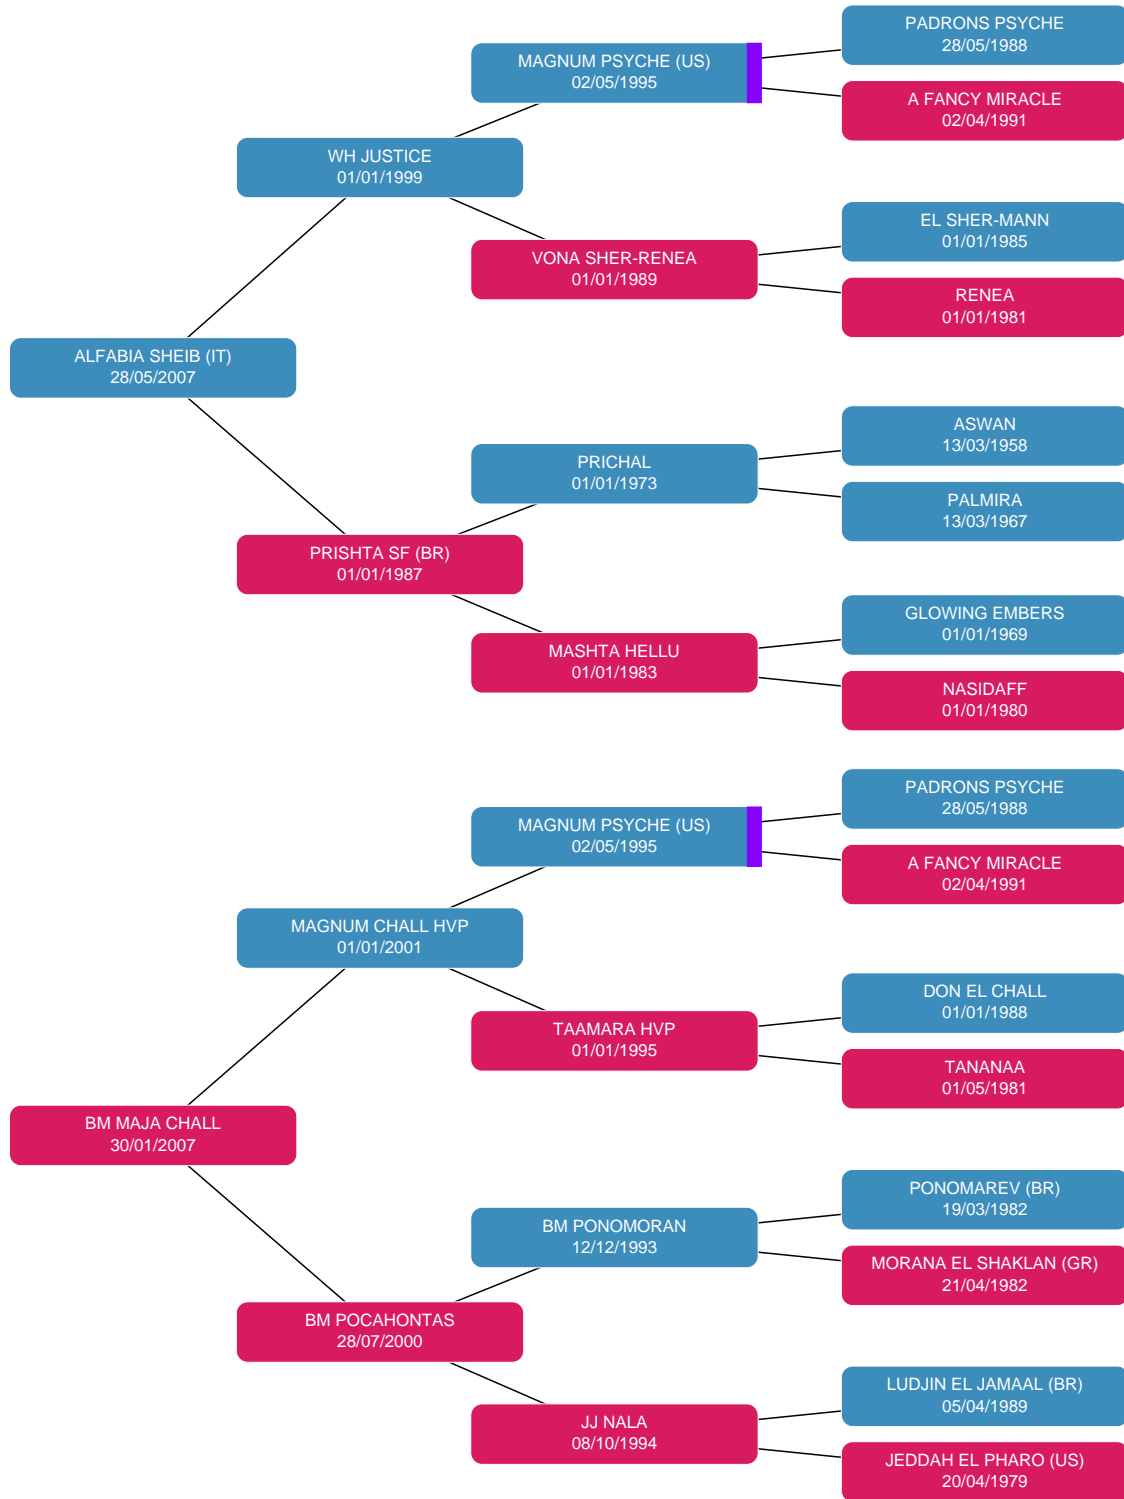 PADRONS PSYCHE
28/05/1988
MAGNUM PSYCHE (US)
02/05/1995
A FANCY MIRACLE
02/04/1991
WH JUSTICE
01/01/1999
EL SHER-MANN
01/01/1985
VONA SHER-RENEA
01/01/1989
RENEA
01/01/1981
ALFABIA SHEIB (IT)
28/05/2007
ASWAN
13/03/1958
PRICHAL
01/01/1973
PALMIRA
13/03/1967
PRISHTA SF (BR)
01/01/1987
GLOWING EMBERS
01/01/1969
MASHTA HELLU
01/01/1983
NASIDAFF
01/01/1980
PADRONS PSYCHE
28/05/1988
MAGNUM PSYCHE (US)
02/05/1995
A FANCY MIRACLE
02/04/1991
MAGNUM CHALL HVP
01/01/2001
DON EL CHALL
01/01/1988
TAAMARA HVP
01/01/1995
TANANAA
01/05/1981
BM MAJA CHALL
30/01/2007
PONOMAREV (BR)
19/03/1982
BM PONOMORAN
12/12/1993
MORANA EL SHAKLAN (GR)
21/04/1982
BM POCAHONTAS
28/07/2000
LUDJIN EL JAMAAL (BR)
05/04/1989
JJ NALA
08/10/1994
JEDDAH EL PHARO (US)
20/04/1979